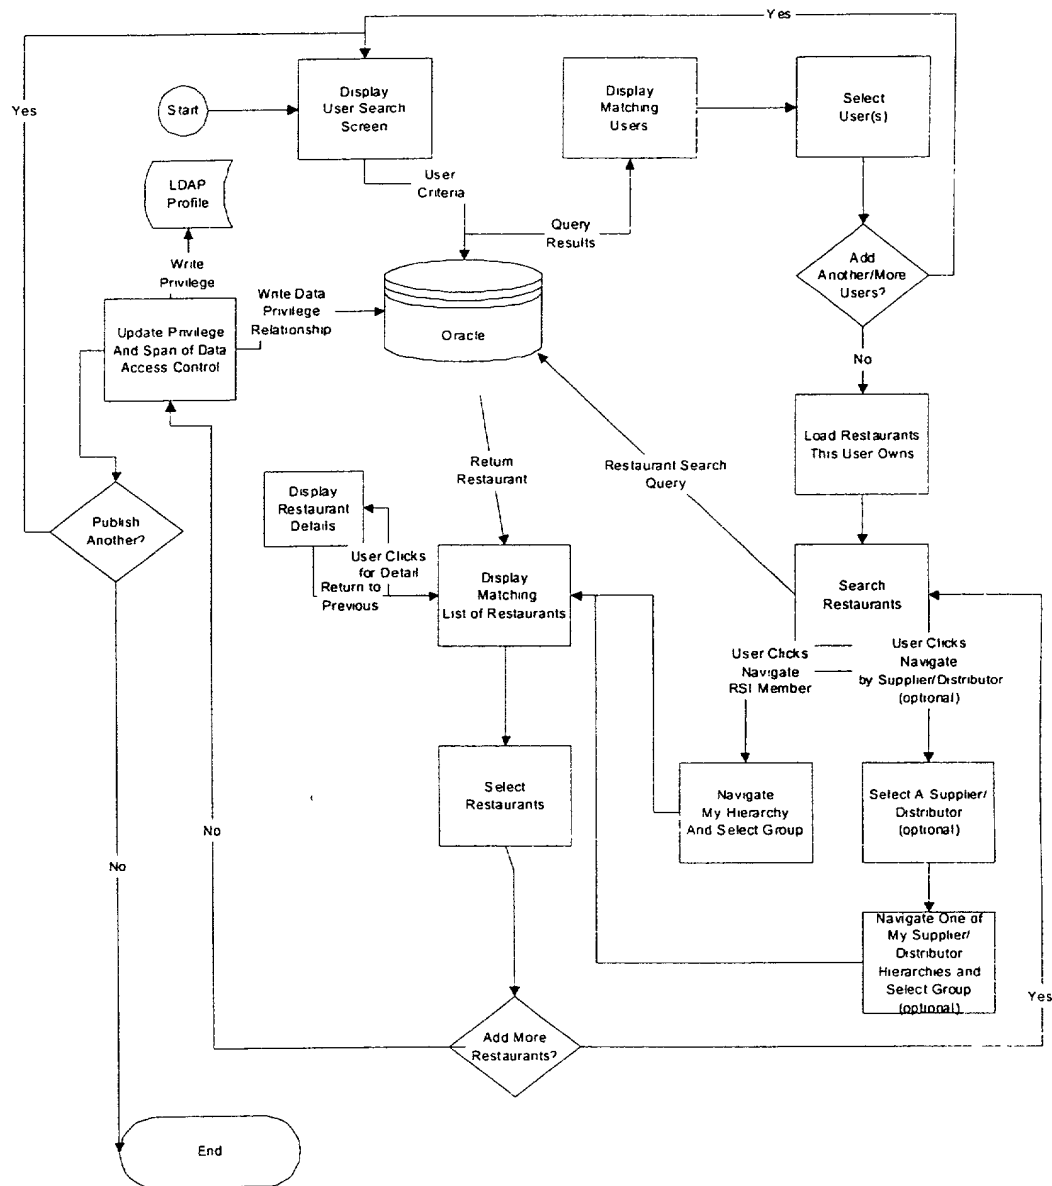 Yes
Yes
Start
Display
User Search
Screen
Display
Matching
Users
Select
User(s)
LDAP
Profile
User
Criteria
Query
Results
Add
Another/More
Users?
Write
Privilege
Write Data
Privilege
Relationship
Update Privilege
And Span of Data
Access Control
Oracle
No
Load Restaurants
This User Owns
Return
Restaurant
Restaurant Search
Query
Display
Restaurant
Details
Publish
Another?
User Clicks
for Detail
Return to
Previous
Display
Matching
List of Restaurants
Search
Restaurants
User Clicks
Navigate
RSI Member
User Clicks
Navigate
by Supplier/Distributor
(optional)
Select
Restaurants
Navigate
My Hierarchy
And Select Group
Select A Supplier/
Distributor
(optional)
No
No
Navigate One of
My Supplier/
Distributor
Hierarchies and
Select Group
(optional)
Yes
Add More
Restaurants?
End